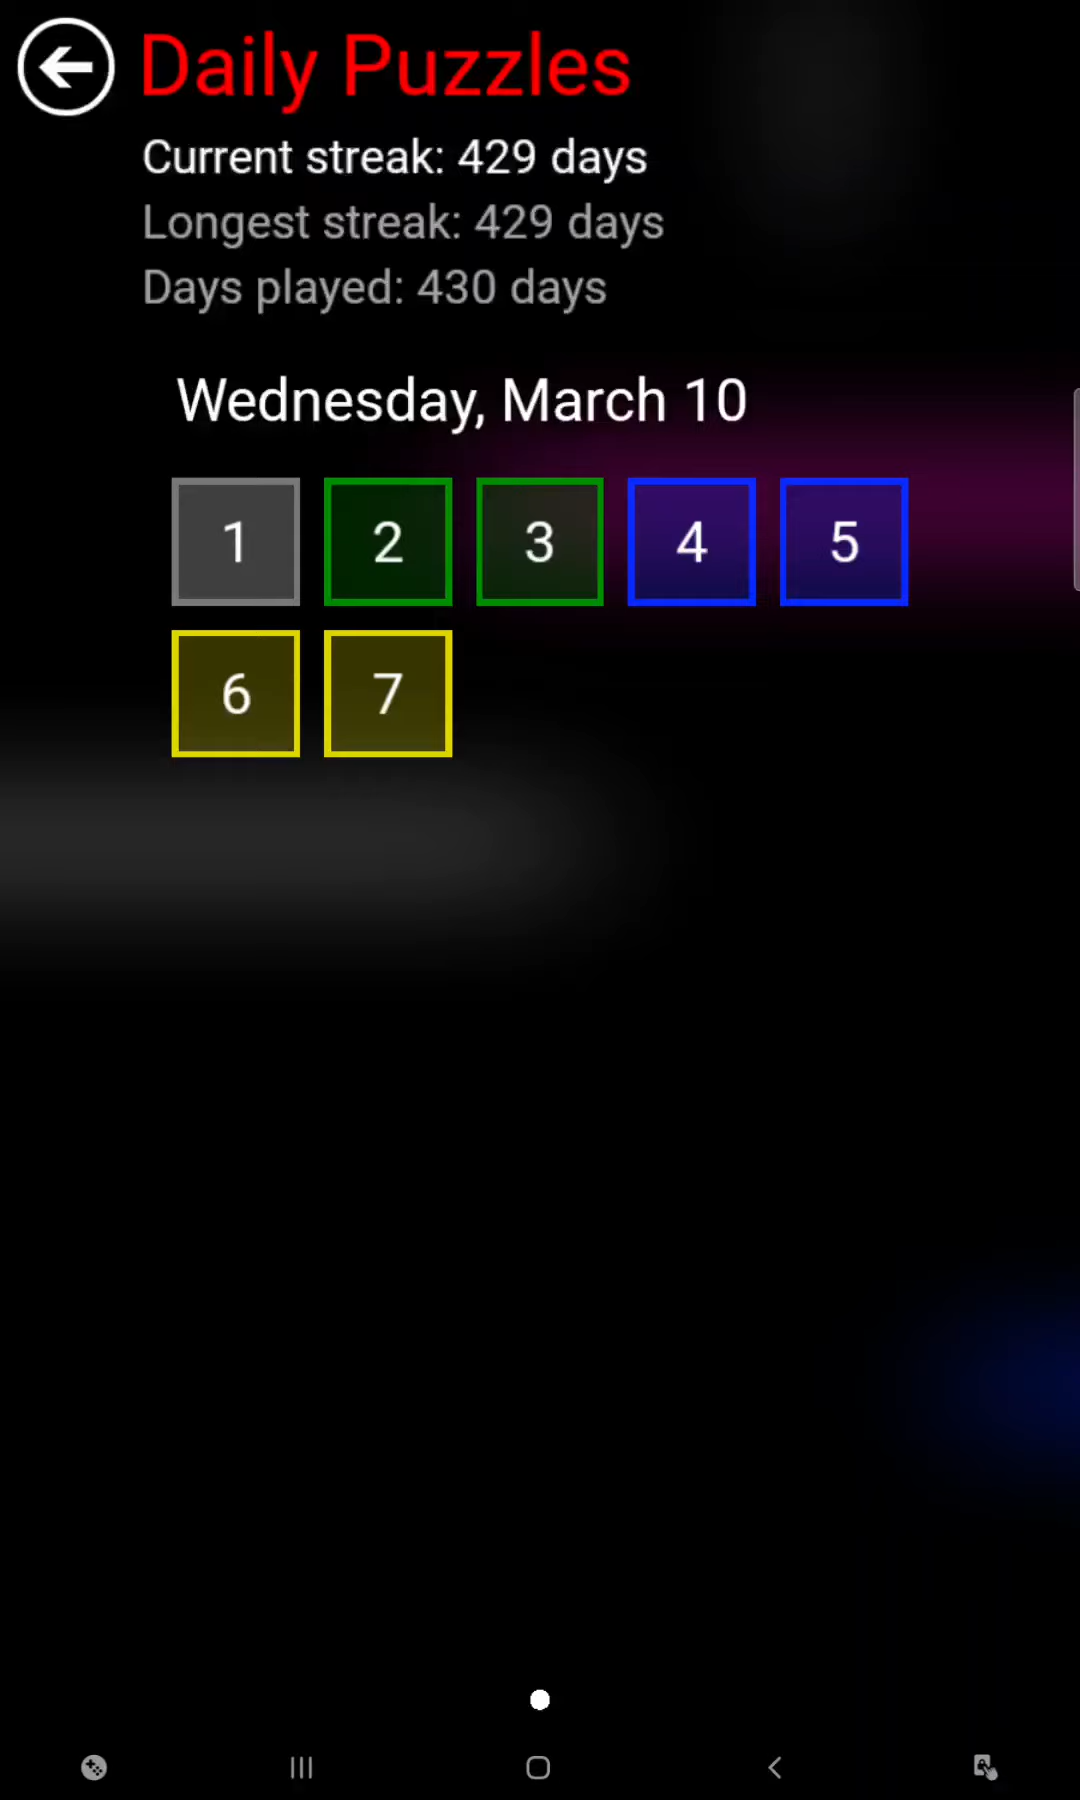 Daily Puzzles
Current streak: 429 days
Longest streak: 429 days
Days played: 430 days
Wednesday, March 10
1 2 3 4 5
6 7